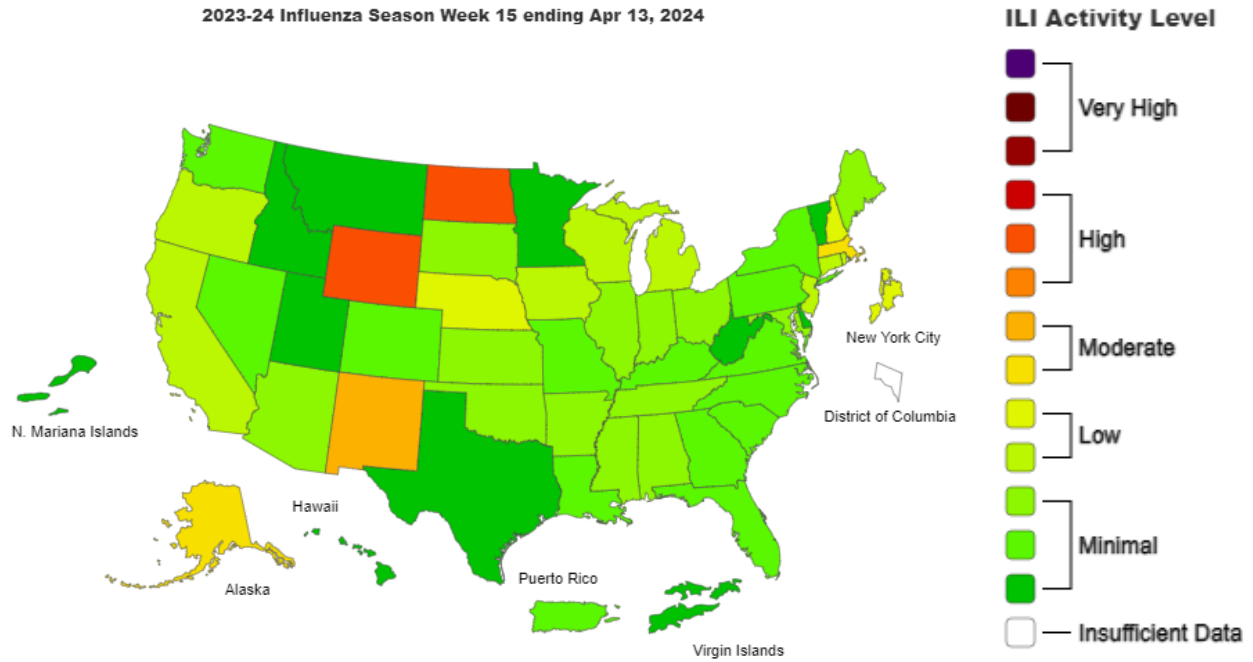 2023-24 Influenza Season Week 15 ending Apr 13, 2024
ILI Activity Level
Very High
High
Moderate
Low
Minimal
Insufficient Data
New York City
District of Columbia
N. Mariana Islands
Hawaii
Alaska
Puerto Rico
Virgin Islands